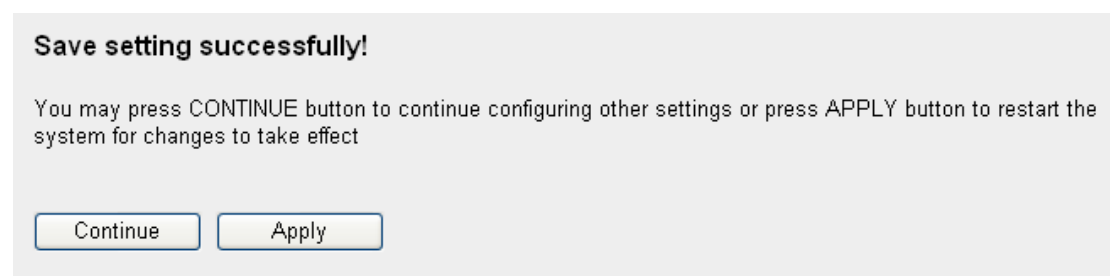 Save setting successfully!
You may press CONTINUE button to continue configuring other settings or press APPLY button to restart the
system for changes to take effect
Continue Apply